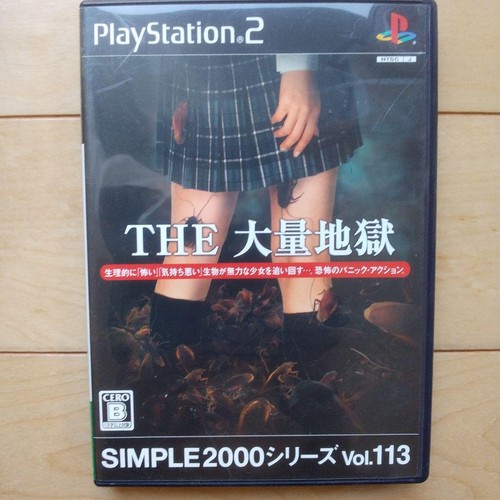 PlayStation®2
NTSC J
THE 大量地獄
生理的に「怖い」「気持ち悪い」生物が無力な少女を追い回す…。恐怖のパニック・アクション。
CERO
B
SIMPLE2000シリーズ Vol.113